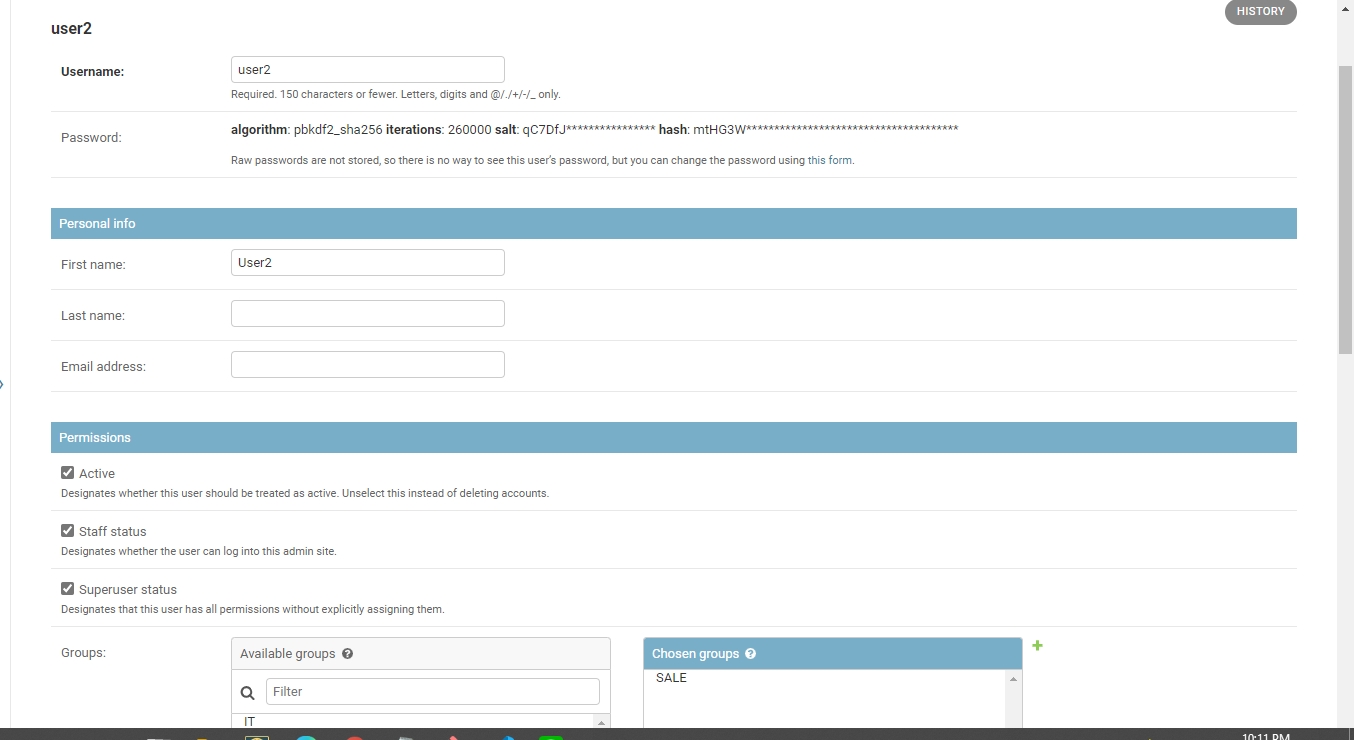 HISTORY
user2
Username: user2
Required. 150 characters or fewer. Letters, digits and @/./+/-/_ only.
Password: algorithm: pbkdf2_sha256 iterations: 260000 salt: qC7DfJ**************** hash: mtHG3W**************************************
Raw passwords are not stored, so there is no way to see this user's password, but you can change the password using this form.
Personal info
First name: User2
Last name:
Email address:
Permissions
Active
Designates whether this user should be treated as active. Unselect this instead of deleting accounts.
Staff status
Designates whether the user can log into this admin site.
Superuser status
Designates that this user has all permissions without explicitly assigning them.
Groups: Available groups ? Chosen groups ?
Filter SALE
IT
10:11 PM